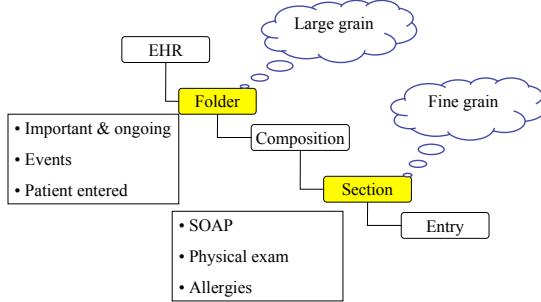 Large grain
EHR
Fine grain
Folder
• Important & ongoing
• Events
• Patient entered
Composition
Section
• SOAP
• Physical exam
• Allergies
Entry